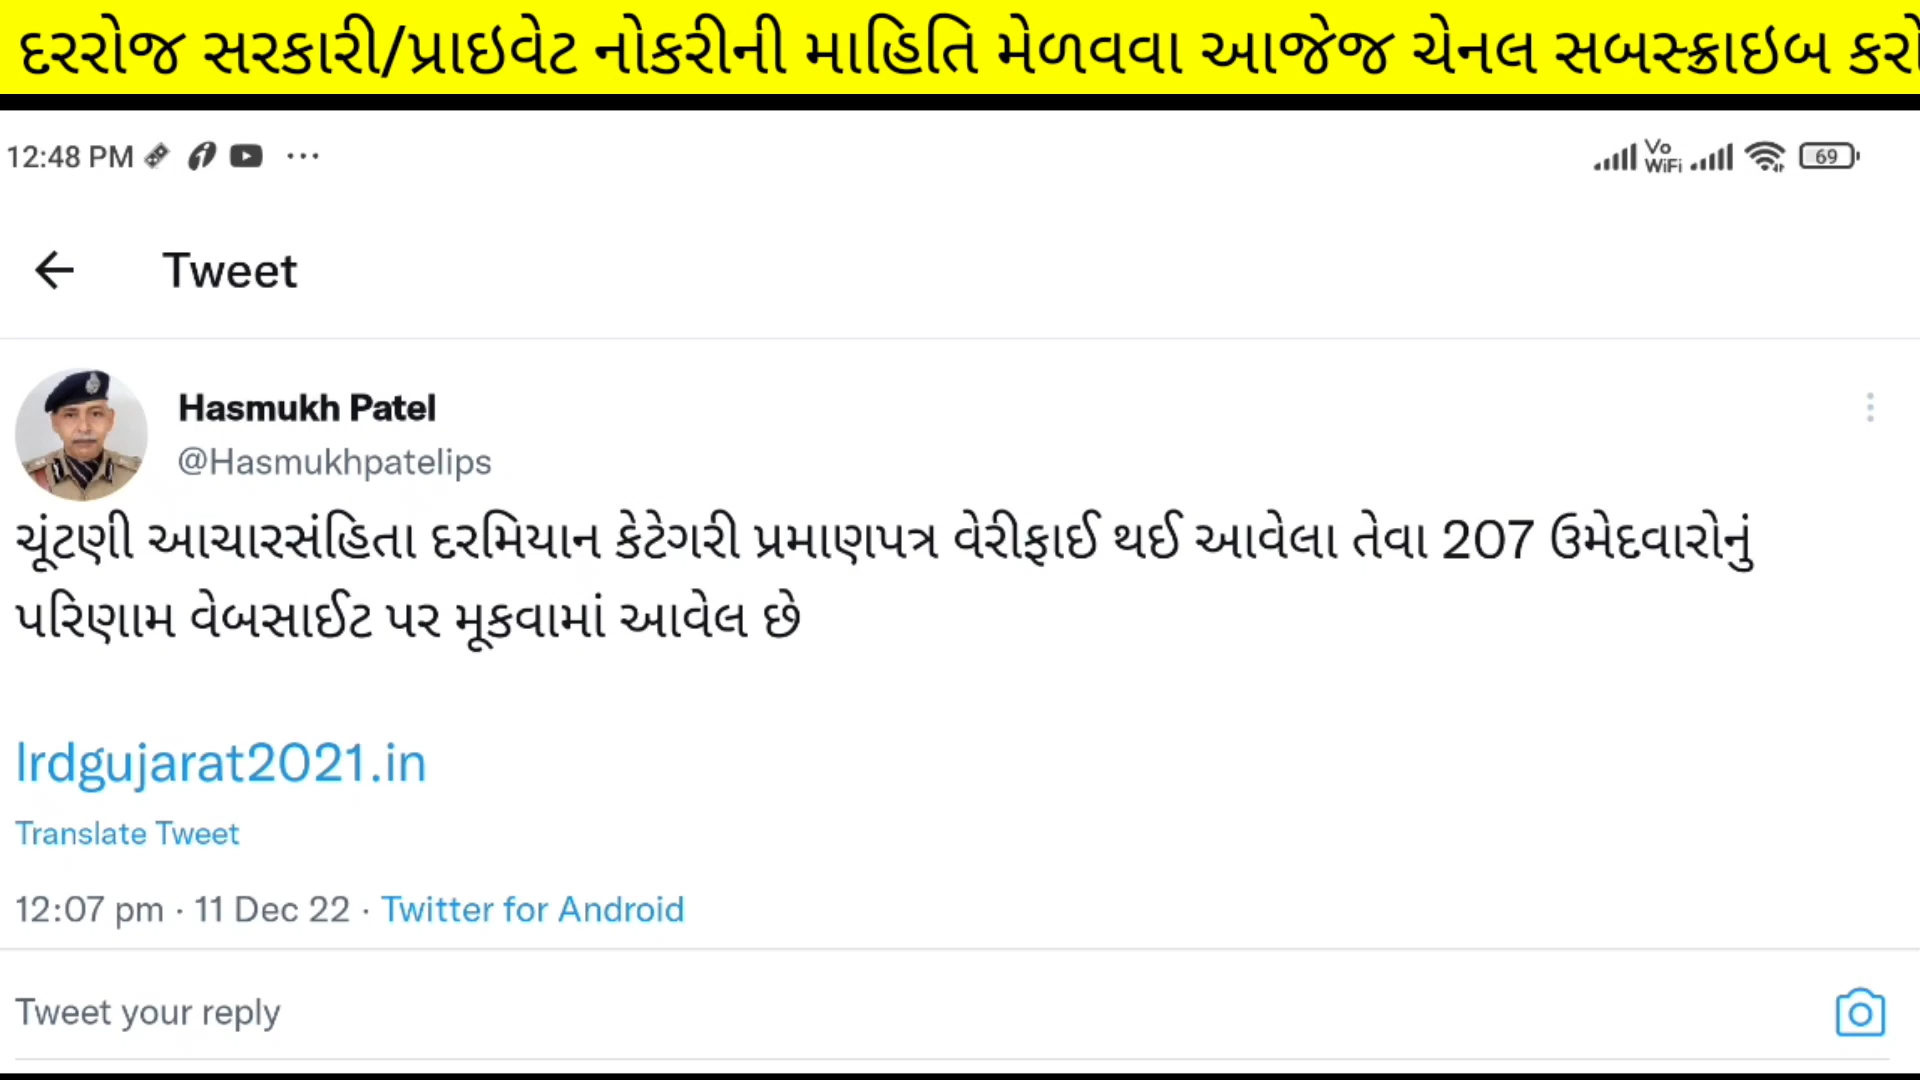 દરરોજ સરકારી/પ્રાઇવેટ નોકરીની માહિતિ મેળવવા આજેજ ચેનલ સબસ્ક્રાઇબ કરો
12:48 PM
Vo
WiFi
69
Tweet
Hasmukh Patel
@Hasmukhpatelips
ચૂંટણી આચારસંહિતા દરમિયાન કેટેગરી પ્રમાણપત્ર વેરીફાઈ થઈ આવેલા તેવા 207 ઉમેદવારોનું
પરિણામ વેબસાઈટ પર મૂકવામાં આવેલ છે
lrdgujarat2021.in
Translate Tweet
12:07 pm · 11 Dec 22 · Twitter for Android
Tweet your reply